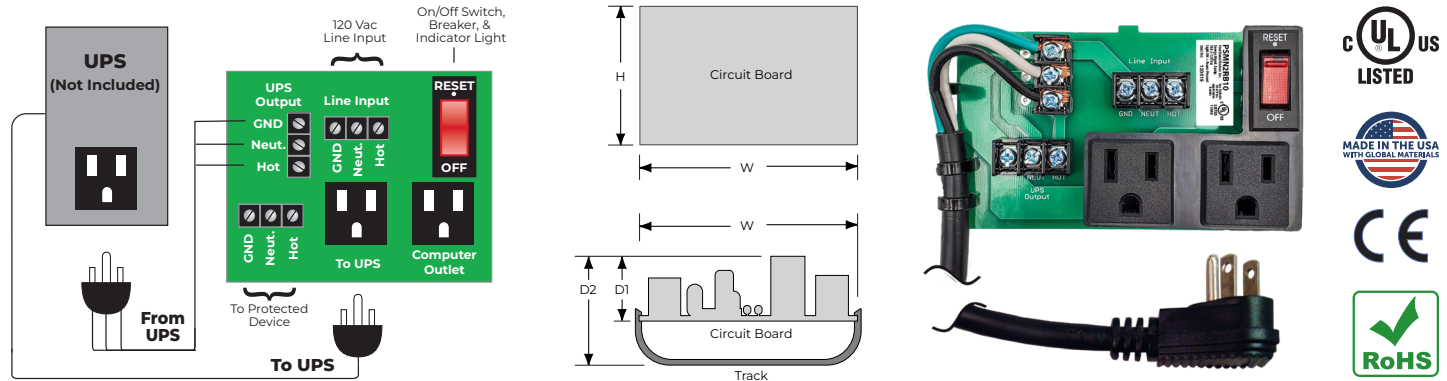 UPS
(Not Included)
120 Vac
Line Input
On/Off Switch,
Breaker, &
Indicator Light
UPS
Output
GND
Neut.
Hot
Line Input
GND
Neut.
Hot
RESET
OFF
GND
Neut.
Hot
To UPS
Computer
Outlet
To Protected
Device
From
UPS
To UPS
H
Circuit Board
W
W
D2
D1
Circuit Board
Track
RESET
OFF
PSMN2RB10
Line Input
GND
NEUT
HOT
NEUT
HOT
UPS
Output
C UL US
®
LISTED
MADE IN THE USA
WITH GLOBAL MATERIALS
CE
RoHS